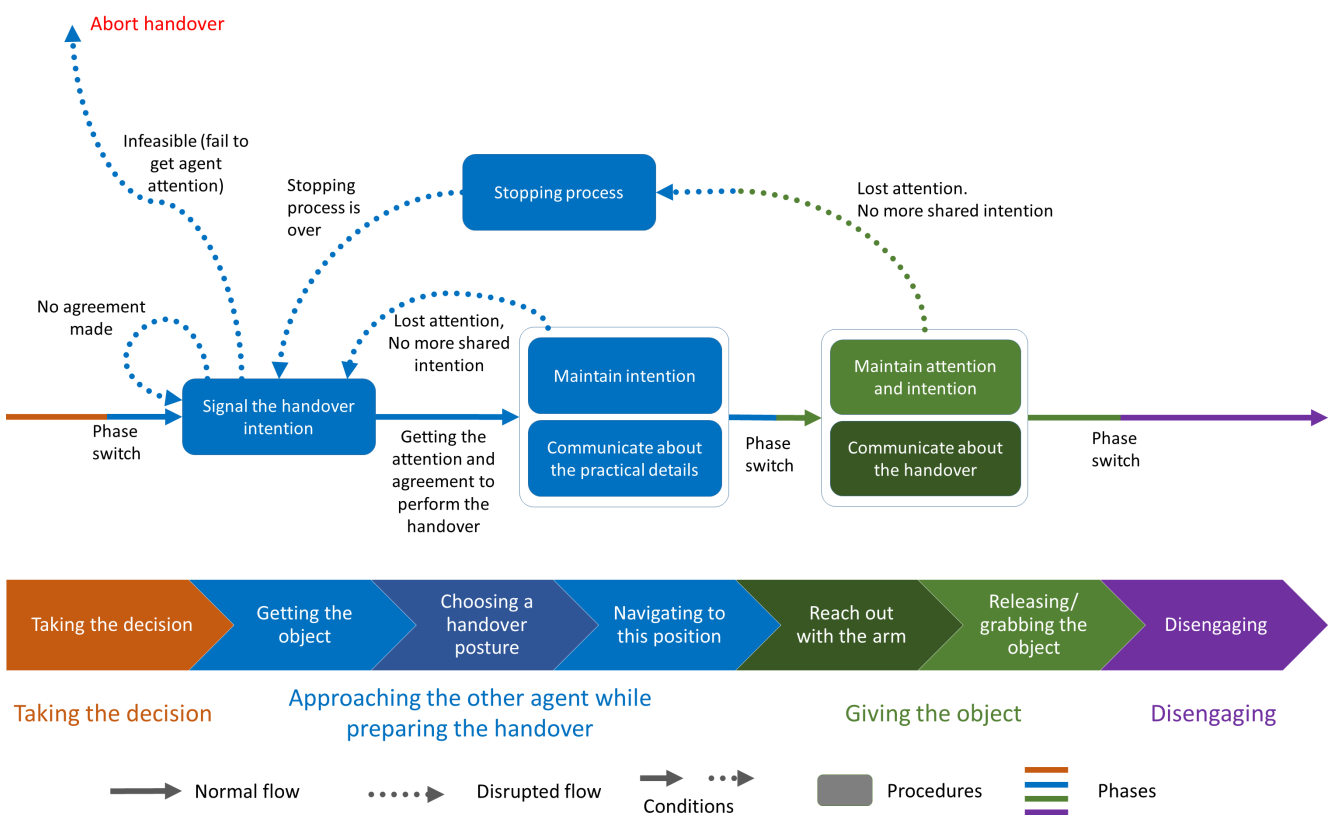 Abort handover
Infeasible (fail to
get agent
attention)
Stopping
process is
over
Stopping process
Lost attention.
No more shared intention
No agreement
made
Lost attention,
No more shared
intention
Phase
switch
Signal the handover
intention
Getting the
attention and
agreement to
perform the
handover
Maintain intention
Communicate about
the practical details
Phase
switch
Maintain attention
and intention
Communicate about
the handover
Phase
switch
Taking the decision
Getting the
object
Choosing a
handover
posture
Navigating to
this position
Reach out
with the arm
Releasing/
grabbing the
object
Disengaging
Taking the decision
Approaching the other agent while
preparing the handover
Giving the object
Disengaging
Normal flow
Disrupted flow
Conditions
Procedures
Phases